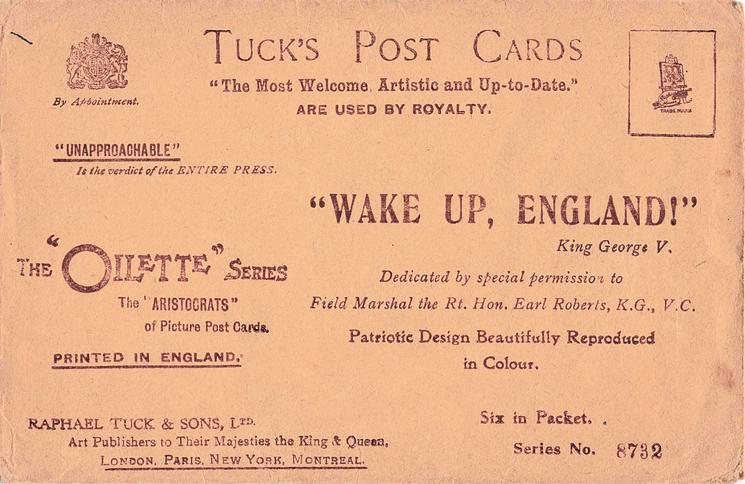 TUCK'S POST CARDS
"The Most Welcome, Artistic and Up-to-Date."
ARE USED BY ROYALTY.
By Appointment.
TRADE MARK
"UNAPPROACHABLE"
Is the verdict of the ENTIRE PRESS.
"WAKE UP, ENGLAND!"
King George V.
THE "OILETTE" SERIES
The "ARISTOCRATS"
of Picture Post Cards.
PRINTED IN ENGLAND.
Dedicated by special permission to
Field Marshal the Rt. Hon. Earl Roberts, K.G., V.C.
Patriotic Design Beautifully Reproduced
in Colour.
RAPHAEL TUCK & SONS, LTD.
Art Publishers to Their Majesties the King & Queen,
LONDON, PARIS, NEW YORK, MONTREAL.
Six in Packet.
Series No. 8732